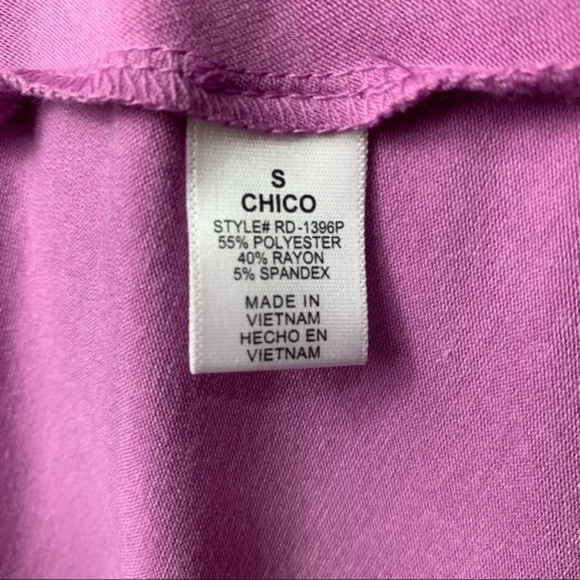 S
CHICO
STYLE# RD-1396P
55% POLYESTER
40% RAYON
5% SPANDEX
MADE IN
VIETNAM
HECHO EN
VIETNAM